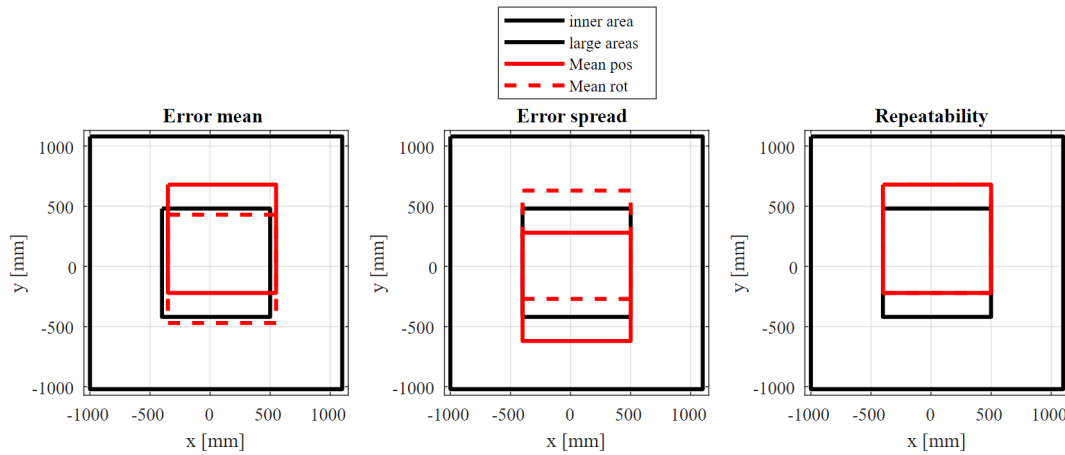 inner area
large areas
Mean pos
Mean rot
Error mean
Error spread
Repeatability
1000
500
0
-500
-1000
y [mm]
-1000 -500 0 500 1000
x [mm]
1000
500
0
-500
-1000
y [mm]
-1000 -500 0 500 1000
x [mm]
1000
500
0
-500
-1000
y [mm]
-1000 -500 0 500 1000
x [mm]